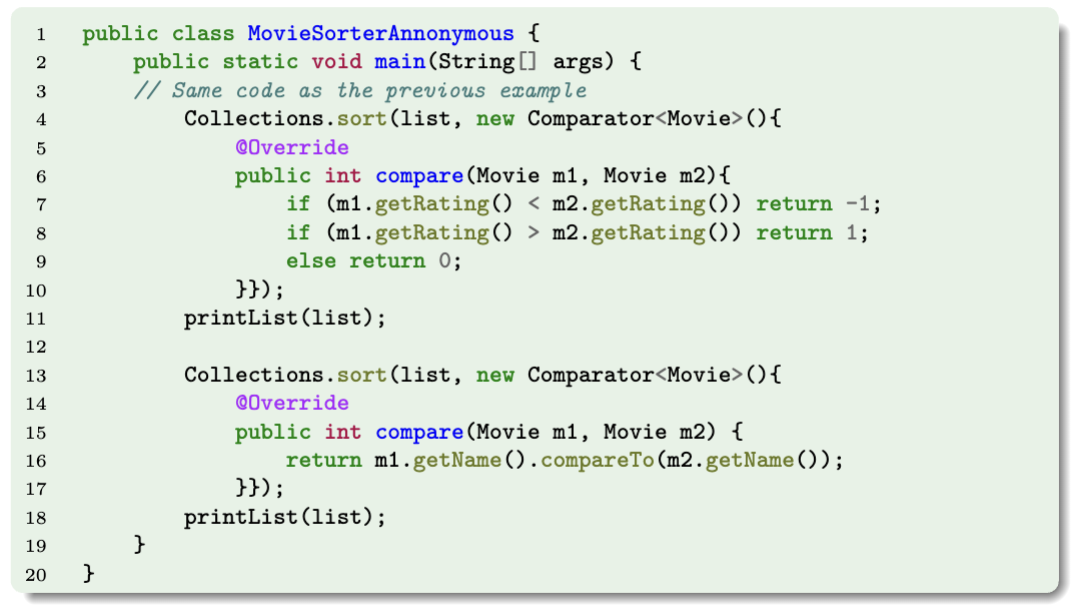 1 public class MovieSorterAnnonymous {
2     public static void main(String[] args) {
3     // Same code as the previous example
4         Collections.sort(list, new Comparator<Movie>(){
5             @Override
6             public int compare(Movie m1, Movie m2){
7                 if (m1.getRating() < m2.getRating()) return -1;
8                 if (m1.getRating() > m2.getRating()) return 1;
9                 else return 0;
10             }});
11         printList(list);
12
13         Collections.sort(list, new Comparator<Movie>(){
14             @Override
15             public int compare(Movie m1, Movie m2) {
16                 return m1.getName().compareTo(m2.getName());
17             }});
18         printList(list);
19     }
20 }